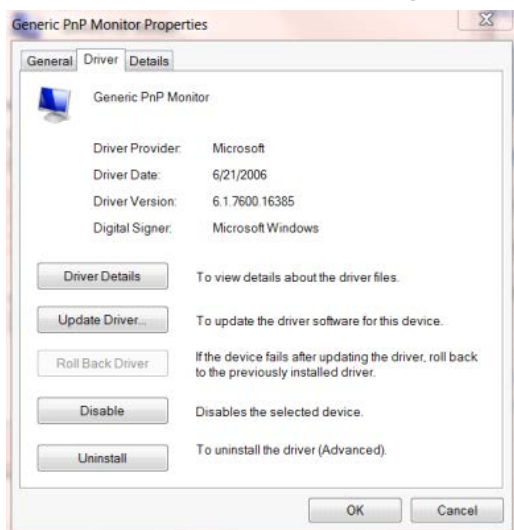 Generic PnP Monitor Properties
General Driver Details
Generic PnP Monitor
Driver Provider: Microsoft
Driver Date: 6/21/2006
Driver Version: 6.1.7600.16385
Digital Signer: Microsoft Windows
Driver Details To view details about the driver files.
Update Driver... To update the driver software for this device.
Roll Back Driver If the device fails after updating the driver, roll back
to the previously installed driver.
Disable Disables the selected device.
Uninstall To uninstall the driver (Advanced).
OK Cancel